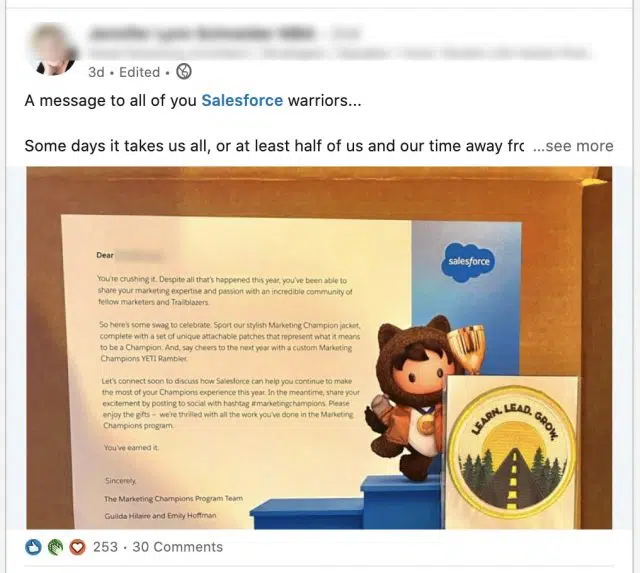 3d • Edited •
A message to all of you Salesforce warriors...
Some days it takes us all, or at least half of us and our time away frc ...see more
salesforce
Dear
You're crushing it. Despite all that's happened this year, you've been able to
share your marketing expertise and passion with an incredible community of
fellow marketers and Trailblazers.
So here's some swag to celebrate. Sport our stylish Marketing Champion jacket,
complete with a set of unique attachable patches that represent what it means
to be a Champion. And, say cheers to the next year with a custom Marketing
Champions YETI Rambler.
Let's connect soon to discuss how Salesforce can help you continue to make
the most of your Champions experience this year. In the meantime, share your
excitement by posting to social with hashtag #marketingchampions. Please
enjoy the gifts – we're thrilled with all the work you've done in the Marketing
Champions program.
You've earned it.
Sincerely,
The Marketing Champions Program Team
Guilda Hilaire and Emily Hoffman
LEARN. LEAD. GROW.
253 • 30 Comments